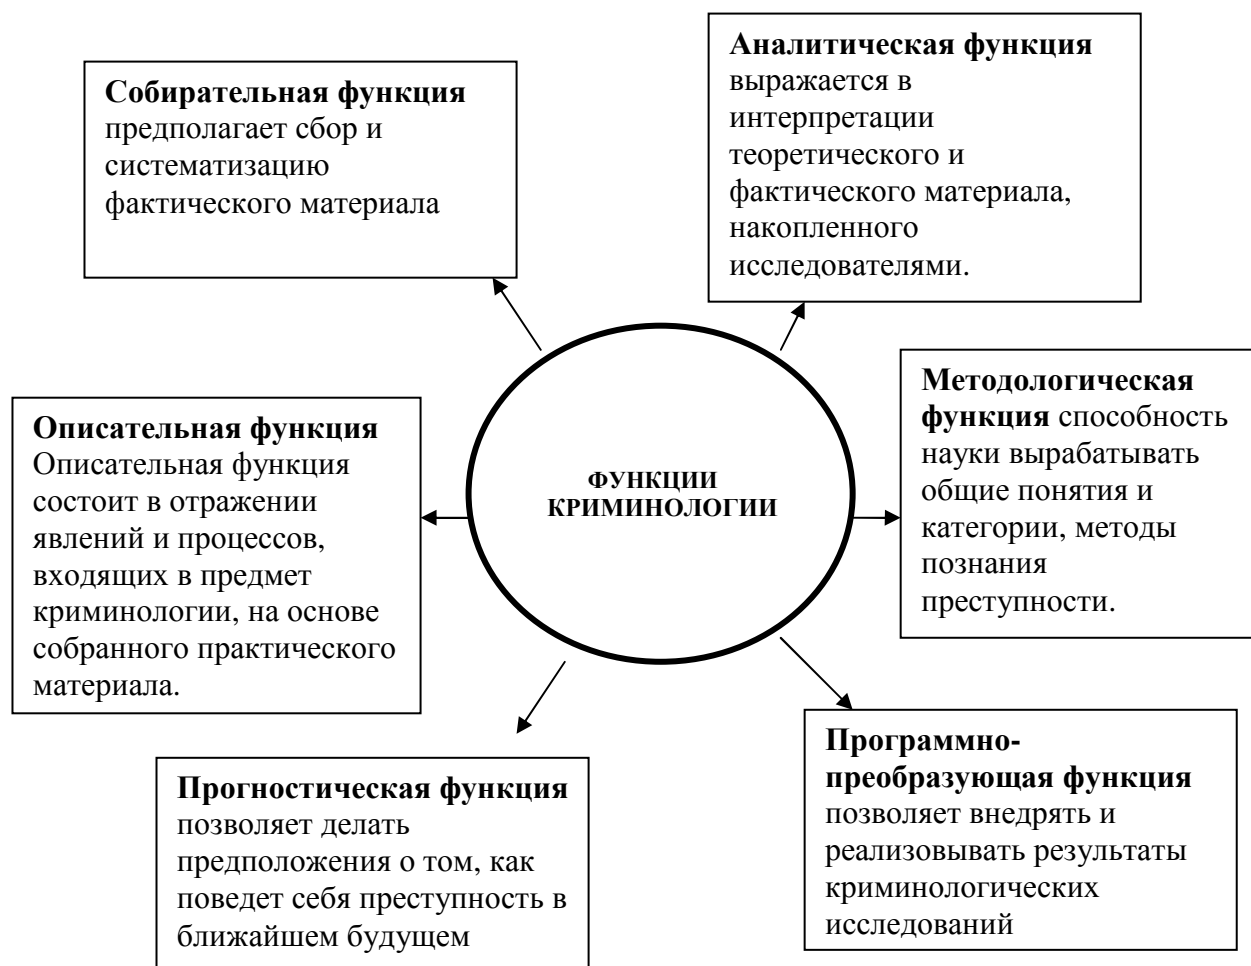 Собирательная функция
предполагает сбор и
систематизацию
фактического материала
Аналитическая функция
выражается в
интерпретации
теоретического и
фактического материала,
накопленного
исследователями.
Описательная функция
Описательная функция
состоит в отражении
явлений и процессов,
входящих в предмет
криминологии, на основе
собранного практического
материала.
ФУНКЦИИ
КРИМИНОЛОГИИ
Методологическая
функция способность
науки вырабатывать
общие понятия и
категории, методы
познания
преступности.
Прогностическая функция
позволяет делать
предположения о том, как
поведет себя преступность в
ближайшем будущем
Программно-
преобразующая функция
позволяет внедрять и
реализовывать результаты
криминологических
исследований